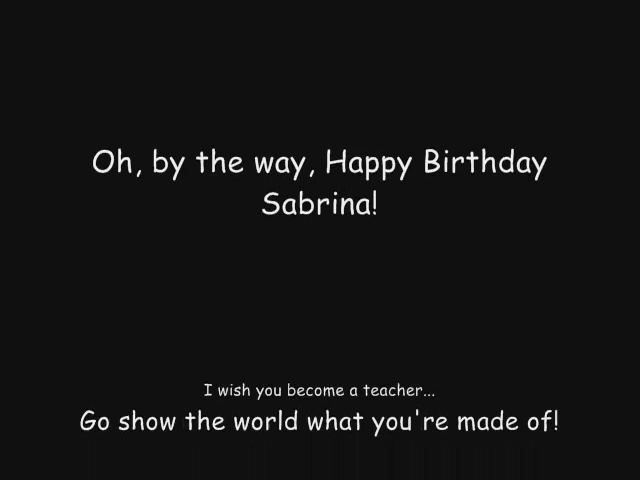 Oh, by the way, Happy Birthday
Sabrina!
I wish you become a teacher...
Go show the world what you're made of!